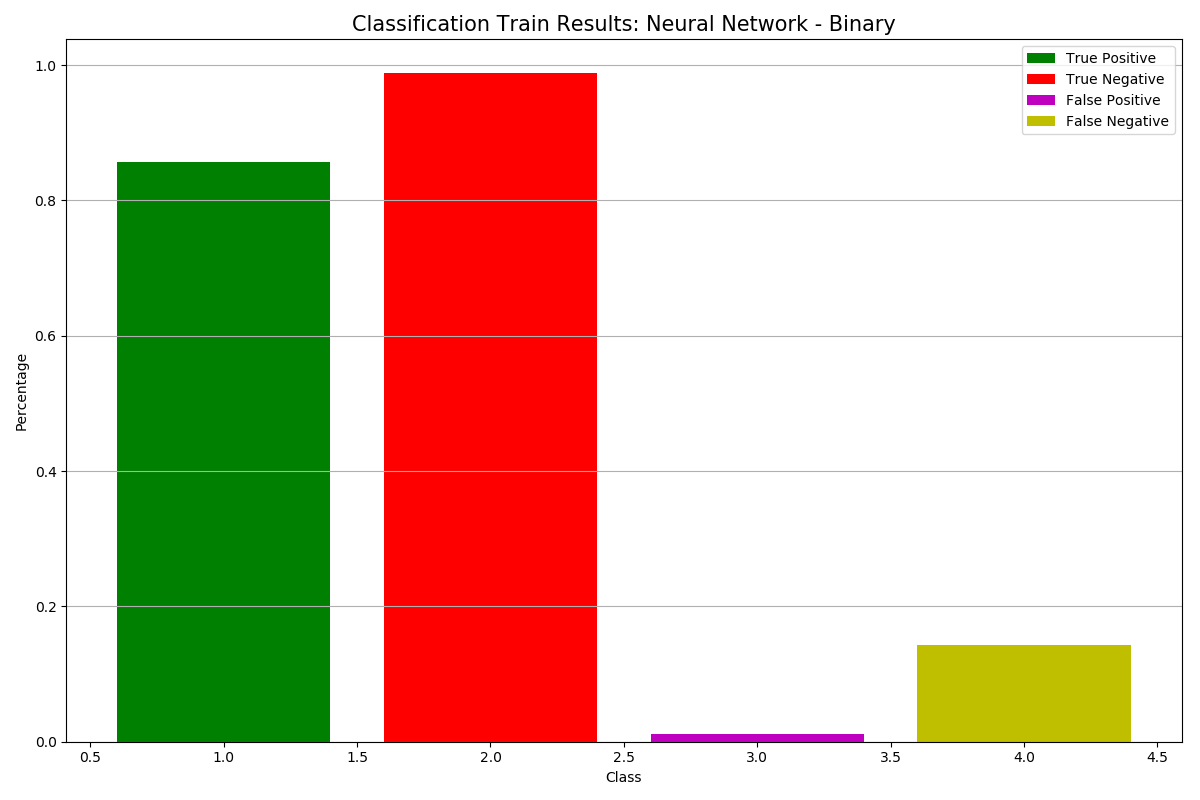 Classification Train Results: Neural Network - Binary
True Positive
True Negative
False Positive
False Negative
1.0
0.8
0.6
0.4
0.2
0.0
Percentage
0.5 1.0 1.5 2.0 2.5 3.0 3.5 4.0 4.5
Class